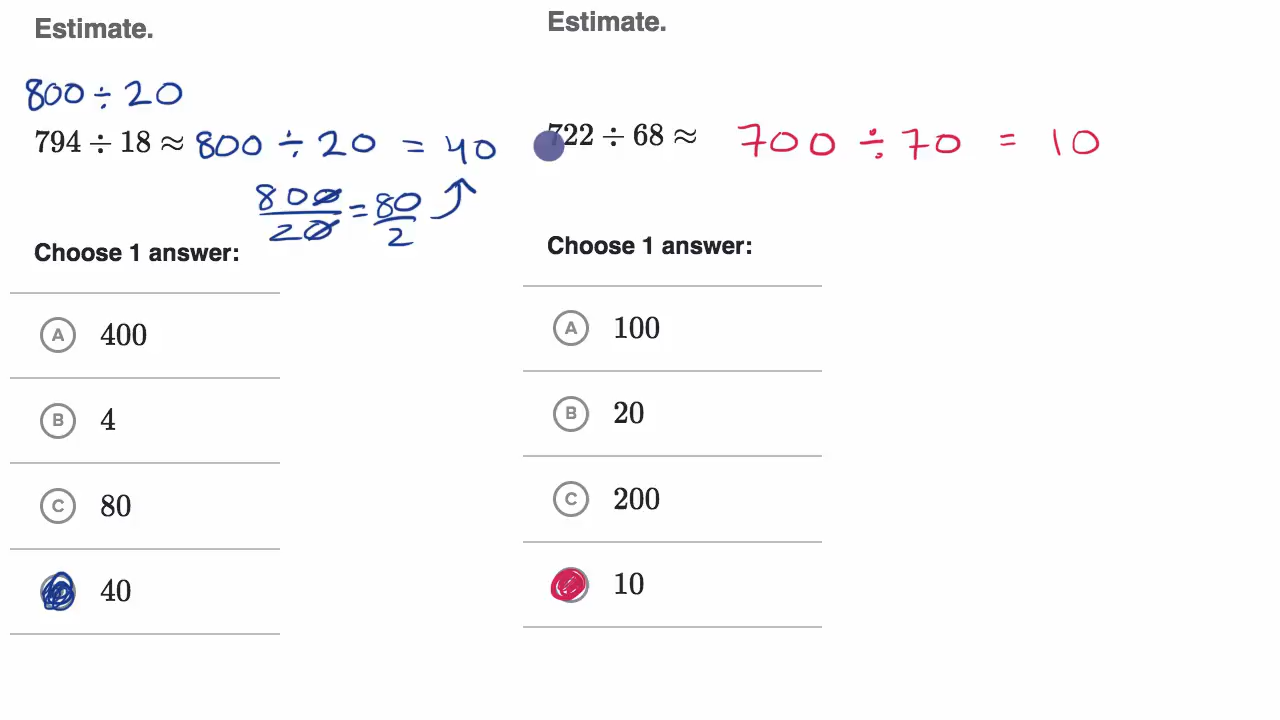 Estimate.
800 ÷ 20
794 ÷ 18 ≈ 800 ÷ 20 = 40
800/20 = 80/2
Choose 1 answer:
A 400
B 4
C 80
40
Estimate.
722 ÷ 68 ≈ 700 ÷ 70 = 10
Choose 1 answer:
A 100
B 20
C 200
10